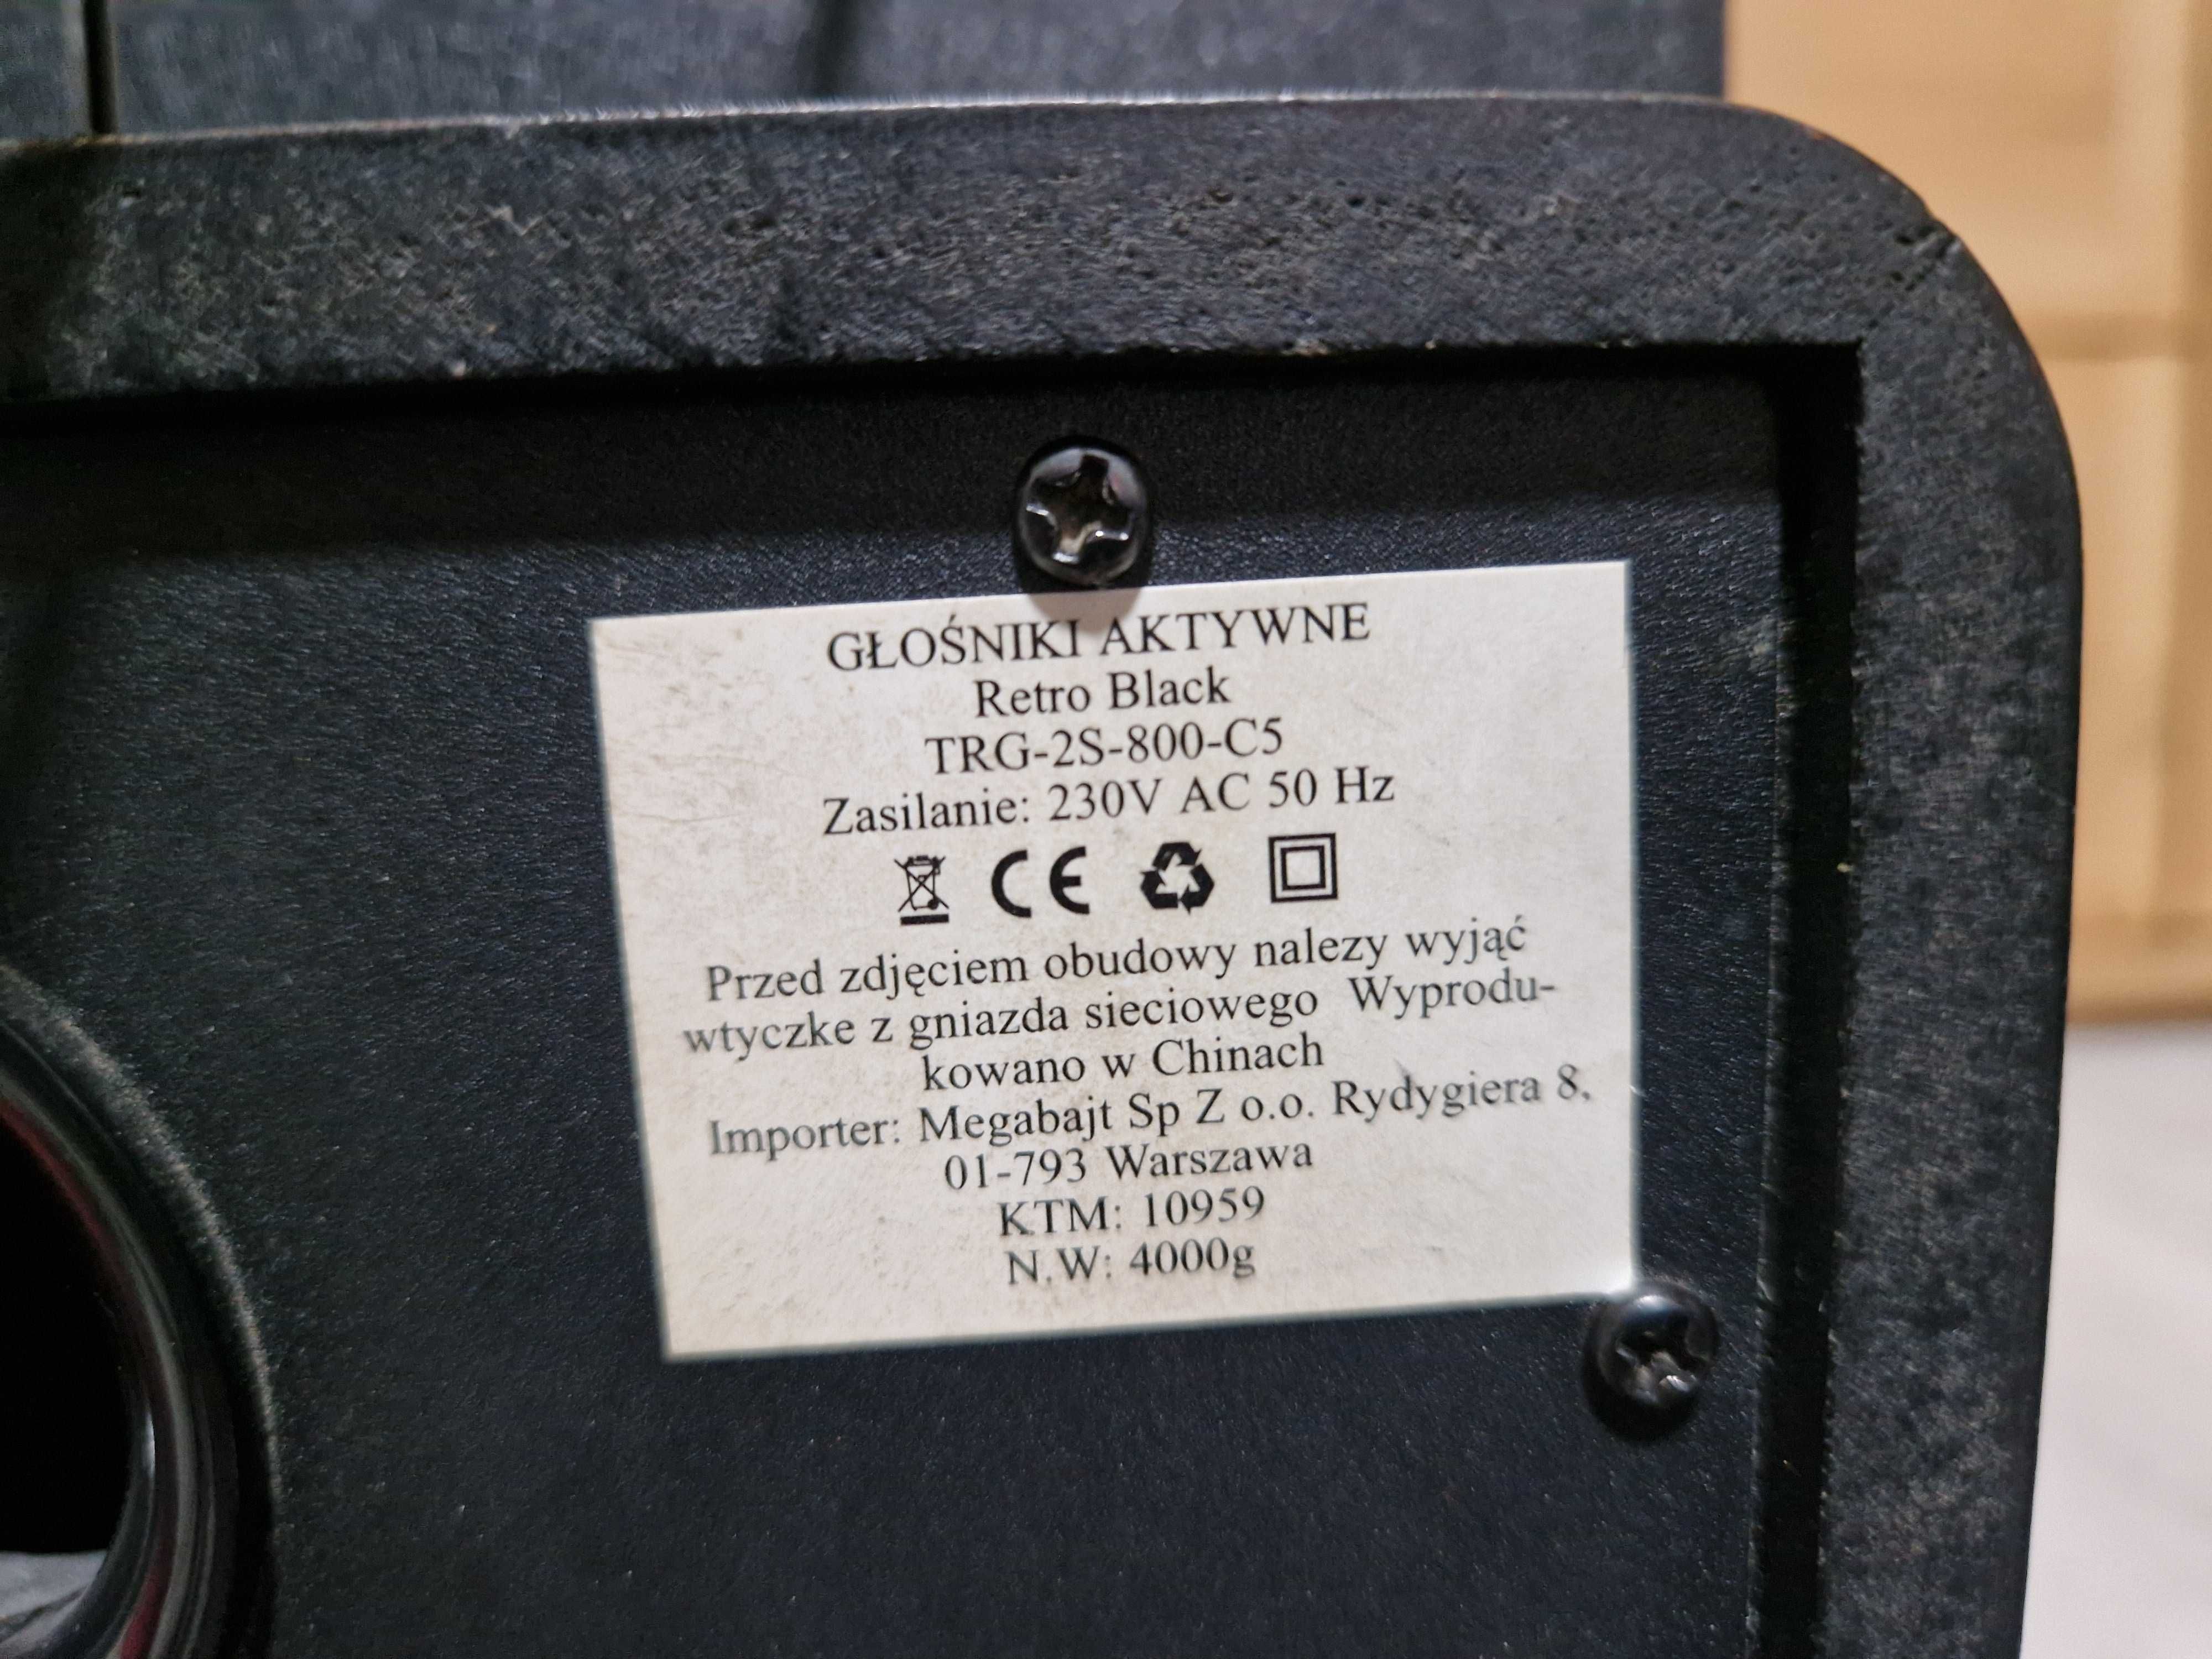 GŁOŚNIKI AKTYWNE
Retro Black
TRG-2S-800-C5
Zasilanie: 230V AC 50 Hz
CE
Przed zdjęciem obudowy nalezy wyjąć
wtyczke z gniazda sieciowego Wyprodu-
kowano w Chinach
Importer: Megabajt Sp Z o.o. Rydygiera 8,
01-793 Warszawa
KTM: 10959
N.W: 4000g